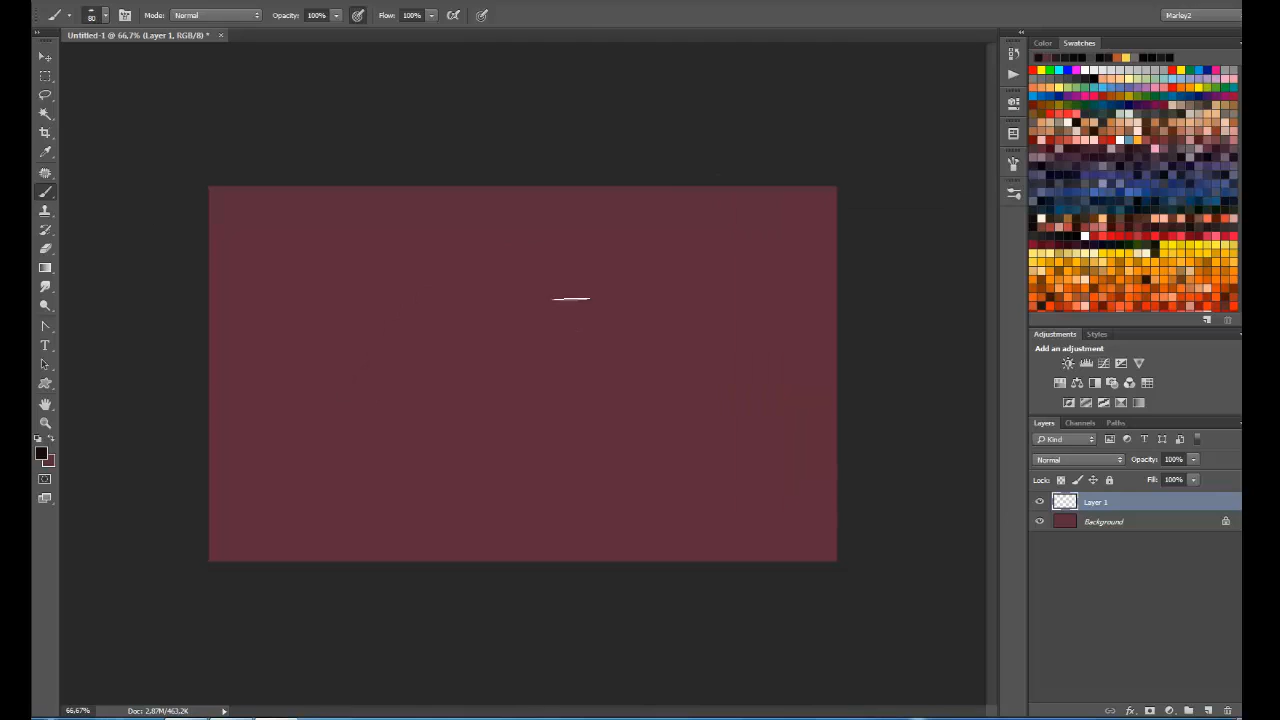 80 Mode: Normal Opacity: 100% Flow: 100% Marley2
Untitled-1 @ 66,7% (Layer 1, RGB/8) *
Color Swatches
Adjustments Styles
Add an adjustment
Layers Channels Paths
Kind
Normal Opacity: 100%
Lock: Fill: 100%
Layer 1
Background
66,67% Doc: 2,87M/463,2K